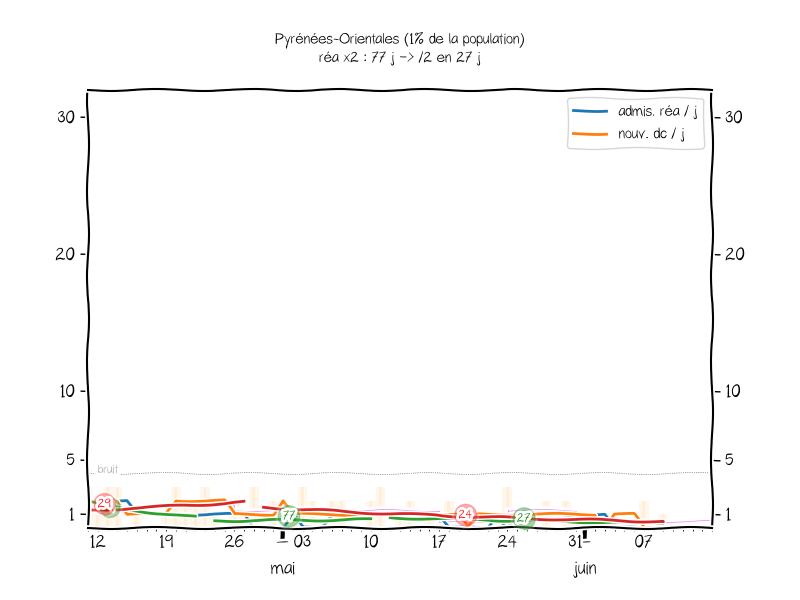 Pyrénées-Orientales (1% de la population)
réa x2 : 77 j -> /2 en 27 j
admis. réa / j
nouv. dc / j
30
30
20
20
10
10
5
5
bruit
1
1
29
77
24
27
12 19 26 03 10 17 24 31 07
mai juin